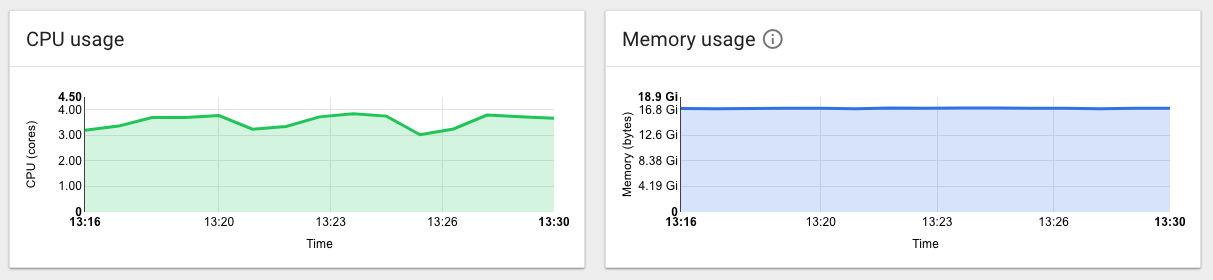 CPU usage
4.50
4.00
3.00
2.00
1.00
0
CPU (cores)
13:16
13:20
13:23
13:26
13:30
Time
Memory usage
18.9 Gi
16.8 Gi
12.6 Gi
8.38 Gi
4.19 Gi
0
Memory (bytes)
13:16
13:20
13:23
13:26
13:30
Time